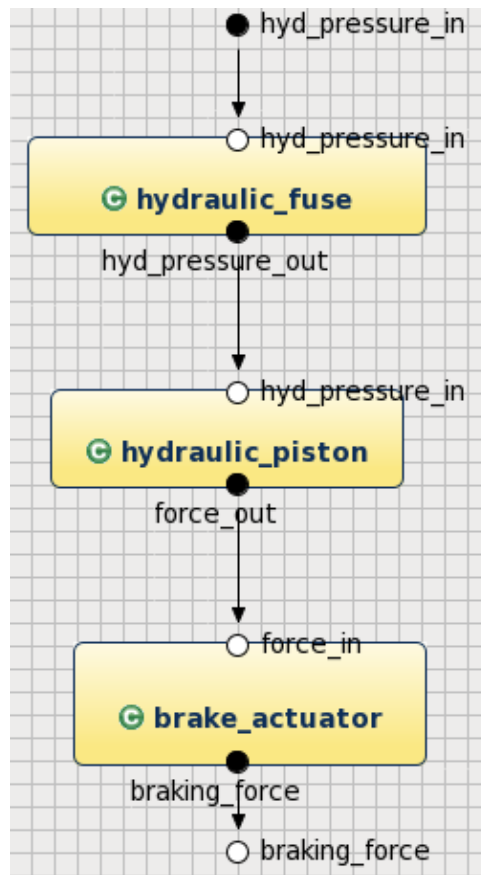 hyd_pressure_in
hyd_pressure_in
C hydraulic_fuse
hyd_pressure_out
hyd_pressure_in
C hydraulic_piston
force_out
force_in
C brake_actuator
braking_force
braking_force